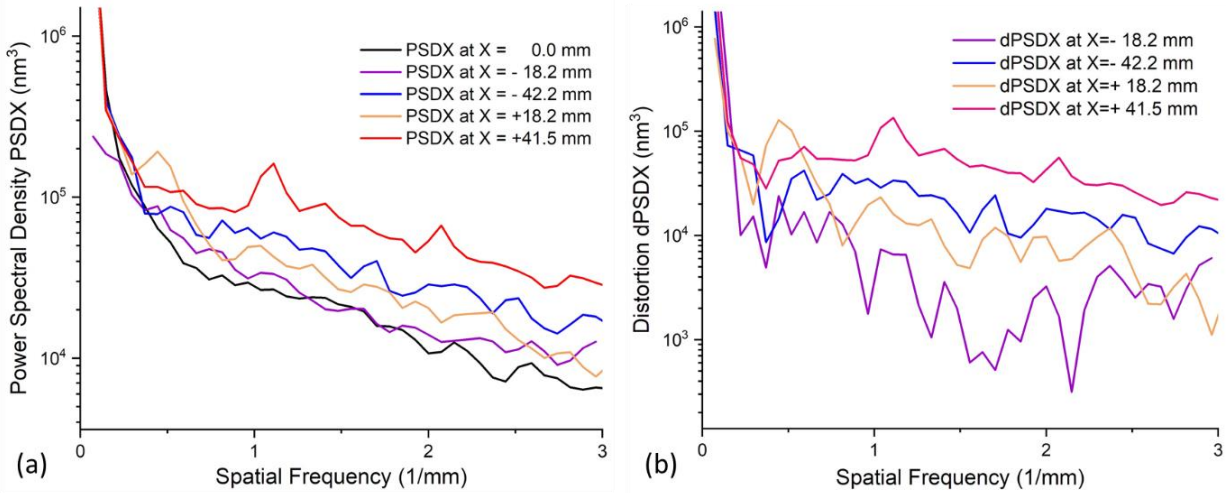 10⁶
10⁵
10⁴
Power Spectral Density PSDX (nm³)
PSDX at X = 0.0 mm
PSDX at X = - 18.2 mm
PSDX at X = - 42.2 mm
PSDX at X = +18.2 mm
PSDX at X = +41.5 mm
0 1 2 3
Spatial Frequency (1/mm)
(a)
10⁶
10⁵
10⁴
10³
Distortion dPSDX (nm³)
dPSDX at X=- 18.2 mm
dPSDX at X=- 42.2 mm
dPSDX at X=+ 18.2 mm
dPSDX at X=+ 41.5 mm
0 1 2 3
Spatial Frequency (1/mm)
(b)